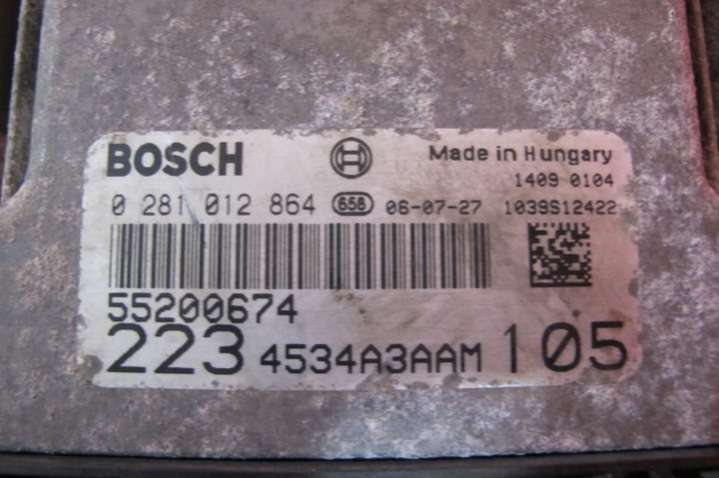 BOSCH Made in Hungary
1409 0104
0 281 012 864 658 06-07-27 1039S12422
55200674
223 4534A3AAM 105